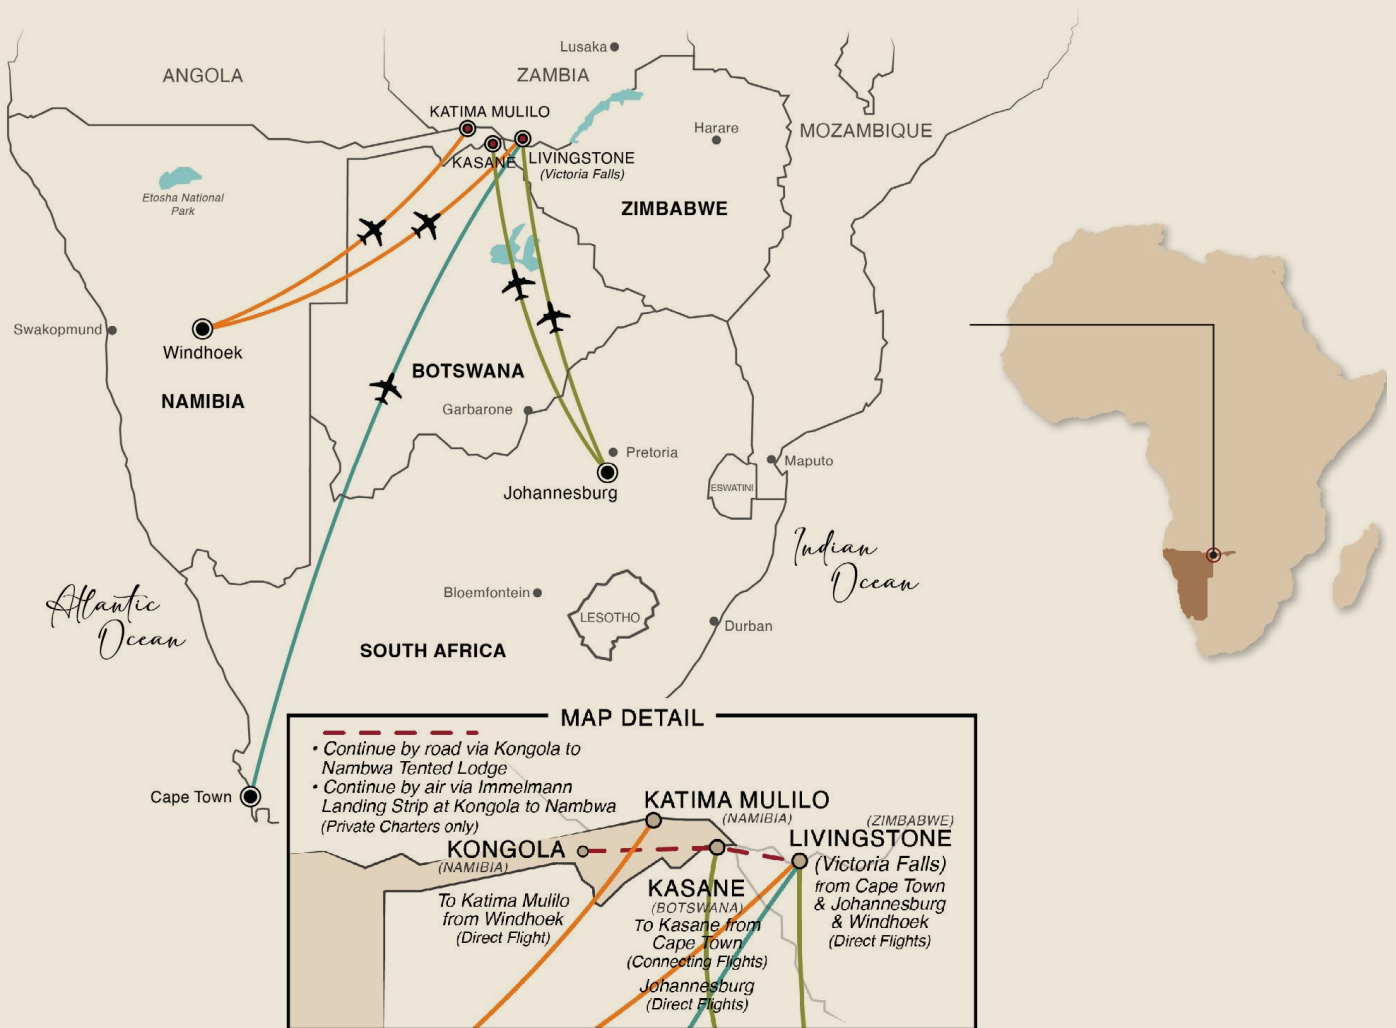 Lusaka
ANGOLA
ZAMBIA
KATIMA MULILO
Harare
MOZAMBIQUE
KASANE
LIVINGSTONE
(Victoria Falls)
Etosha National
Park
ZIMBABWE
Swakopmund
Windhoek
BOTSWANA
NAMIBIA
Garbarone
Pretoria
Maputo
Johannesburg
ESWATINI
Indian
Ocean
Atlantic
Ocean
Bloemfontein
LESOTHO
Durban
SOUTH AFRICA
Cape Town
MAP DETAIL
• Continue by road via Kongola to
Nambwa Tented Lodge
• Continue by air via Immelmann
Landing Strip at Kongola to Nambwa
(Private Charters only)
KATIMA MULILO
(NAMIBIA)
(ZIMBABWE)
LIVINGSTONE
(Victoria Falls)
from Cape Town
& Johannesburg
& Windhoek
(Direct Flights)
KONGOLA
(NAMIBIA)
To Katima Mulilo
from Windhoek
(Direct Flight)
KASANE
(BOTSWANA)
To Kasane from
Cape Town
(Connecting Flights)
Johannesburg
(Direct Flights)